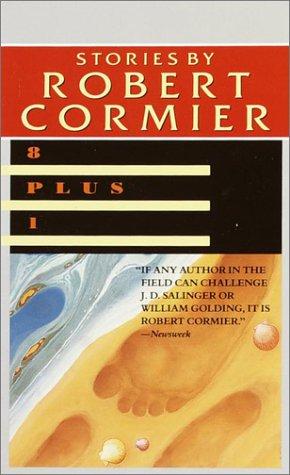 STORIES BY
ROBERT
CORMIER
8
PLUS
1
"IF ANY AUTHOR IN THE
FIELD CAN CHALLENGE
J. D. SALINGER OR
WILLIAM GOLDING, IT IS
ROBERT CORMIER."
—Newsweek